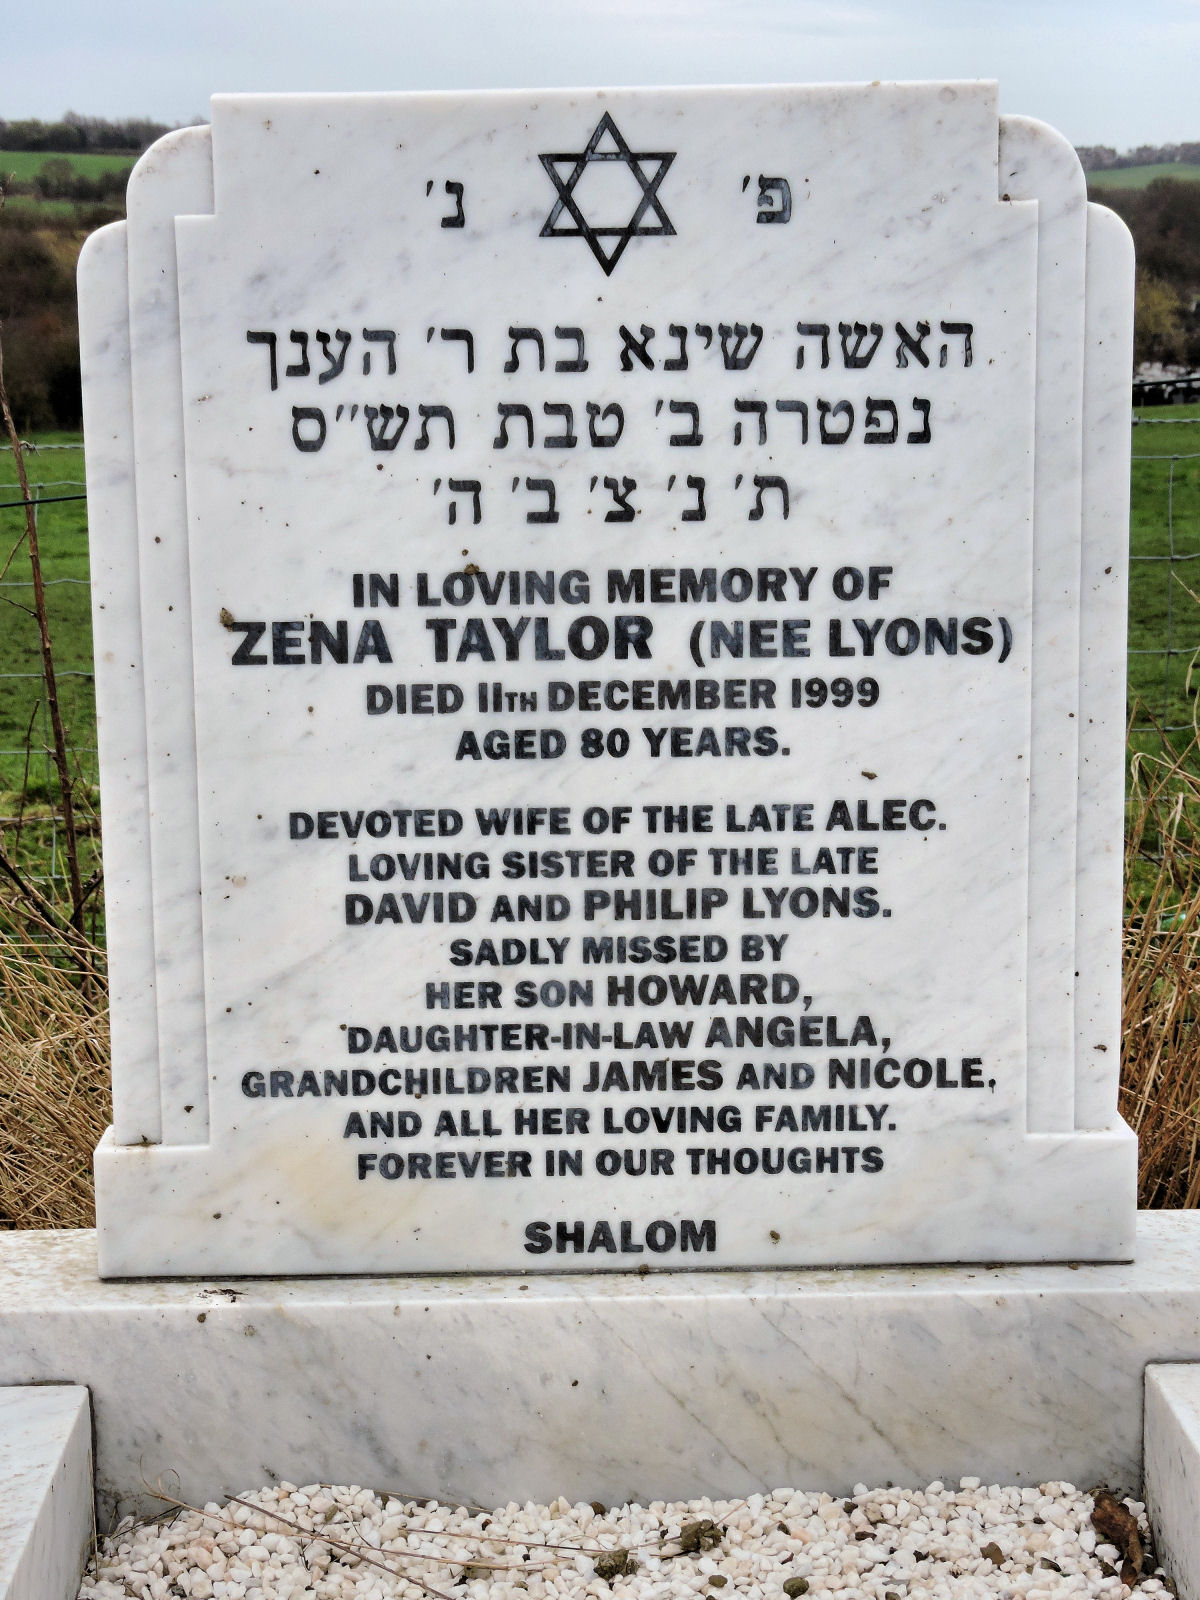 פ׳ נ׳
האשה שינא בת ר׳ הענך
נפטרה ב׳ טבת תש״ס
ת׳ נ׳ צ׳ ב׳ ה׳
IN LOVING MEMORY OF
ZENA TAYLOR (NEE LYONS)
DIED 11TH DECEMBER 1999
AGED 80 YEARS.
DEVOTED WIFE OF THE LATE ALEC.
LOVING SISTER OF THE LATE
DAVID AND PHILIP LYONS.
SADLY MISSED BY
HER SON HOWARD,
DAUGHTER-IN-LAW ANGELA,
GRANDCHILDREN JAMES AND NICOLE,
AND ALL HER LOVING FAMILY.
FOREVER IN OUR THOUGHTS
SHALOM